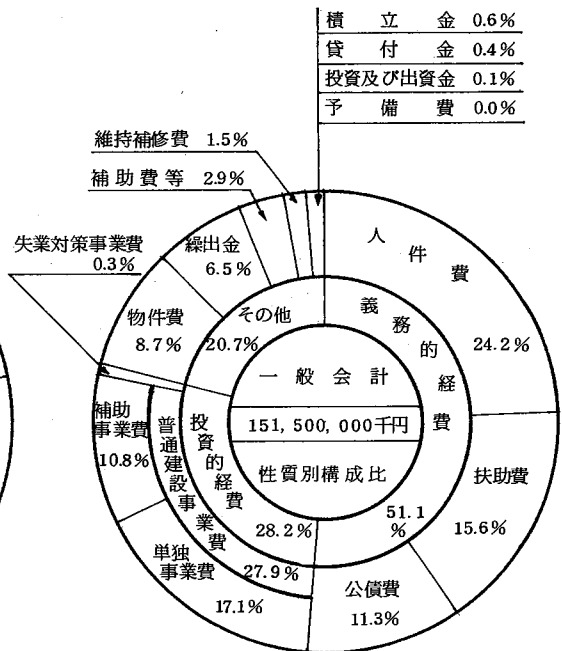 積立金 0.6%
貸付金 0.4%
投資及び出資金 0.1%
予備費 0.0%
維持補修費 1.5%
補助費等 2.9%
失業対策事業費
0.3%
繰出金
6.5%
物件費
8.7%
その他
20.7%
人件費
24.2%
義務的経費
51.1
%
一般会計
151,500,000千円
性質別構成比
投資的経費
28.2%
普通建設事業費
27.9%
補助
事業費
10.8%
単独
事業費
17.1%
公債費
11.3%
扶助費
15.6%